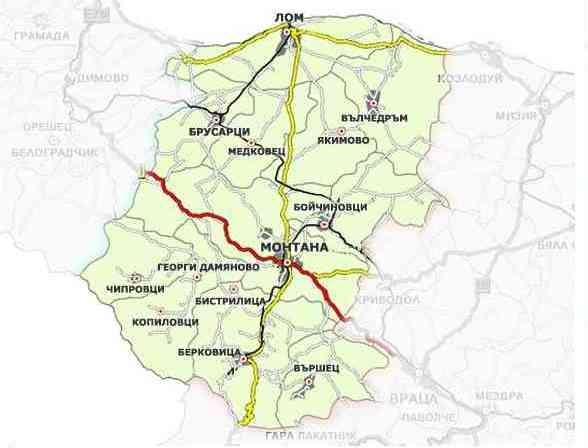 ЛОМ
ГРАМАДА
ДИМОВО
КОЗЛОДУЙ
ВЪЛЧЕДРЪМ
МИЗИЯ
ОРЕШЕЦ
БРУСАРЦИ
ЯКИМОВО
БЕЛОГРАДЧИК
МЕДКОВЕЦ
БОЙЧИНОВЦИ
МОНТАНА
БЯЛА
ГЕОРГИ ДАМЯНОВО
ЧИПРОВЦИ
БИСТРИЛИЦА
КРИВОДОЛ
КОПИЛОВЦИ
БЕРКОВИЦА
ВЪРШЕЦ
ВРАЦА
МЕЗДРА
ПАВОЛЧЕ
ГАРА ЛАКАТНИК